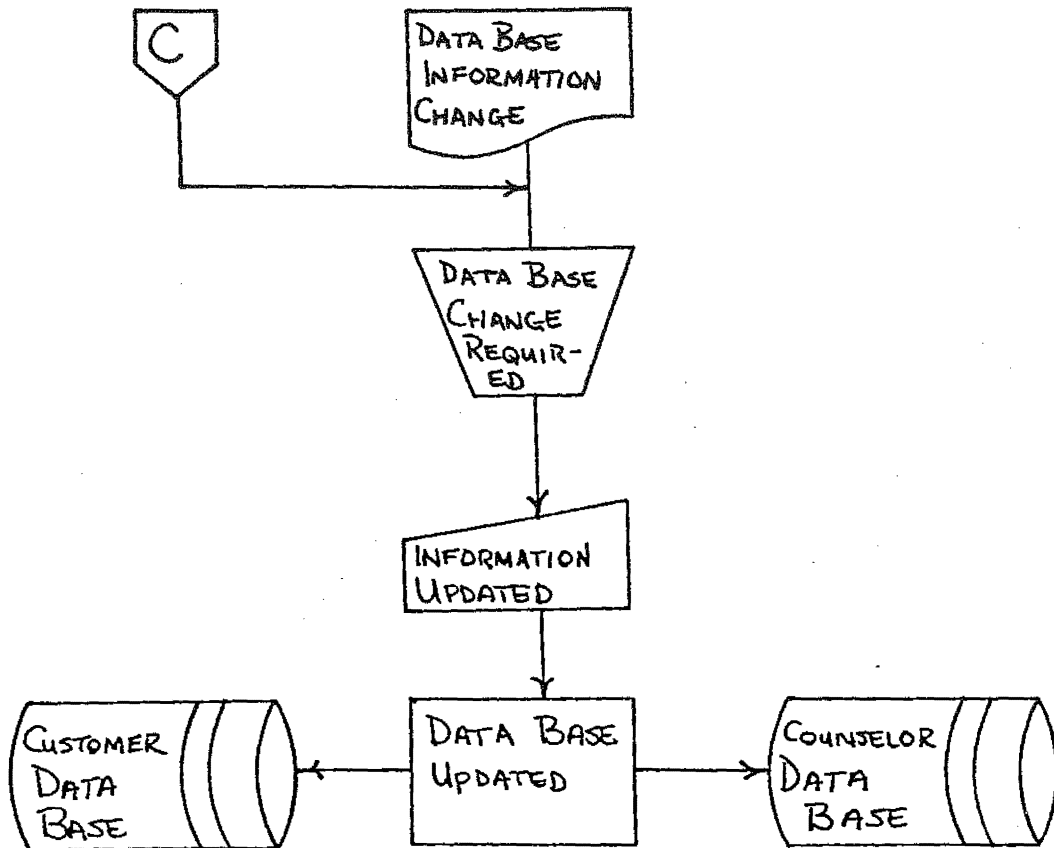 C
DATA BASE
INFORMATION
CHANGE
DATA BASE
CHANGE
REQUIR-
ED
INFORMATION
UPDATED
CUSTOMER
DATA
BASE
DATA BASE
UPDATED
COUNSELOR
DATA
BASE